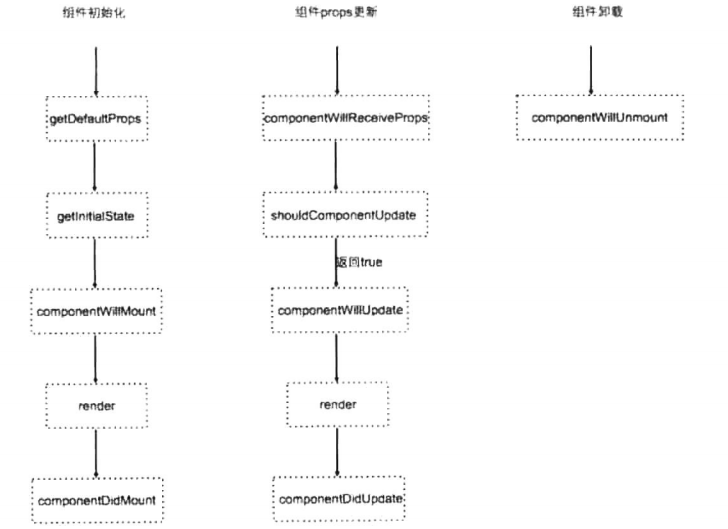 组件初始化
getDefaultProps
getInitialState
componentWillMount
render
componentDidMount
组件props更新
componentWillReceiveProps
shouldComponentUpdate
返回true
componentWillUpdate
render
componentDidUpdate
组件卸载
componentWillUnmount